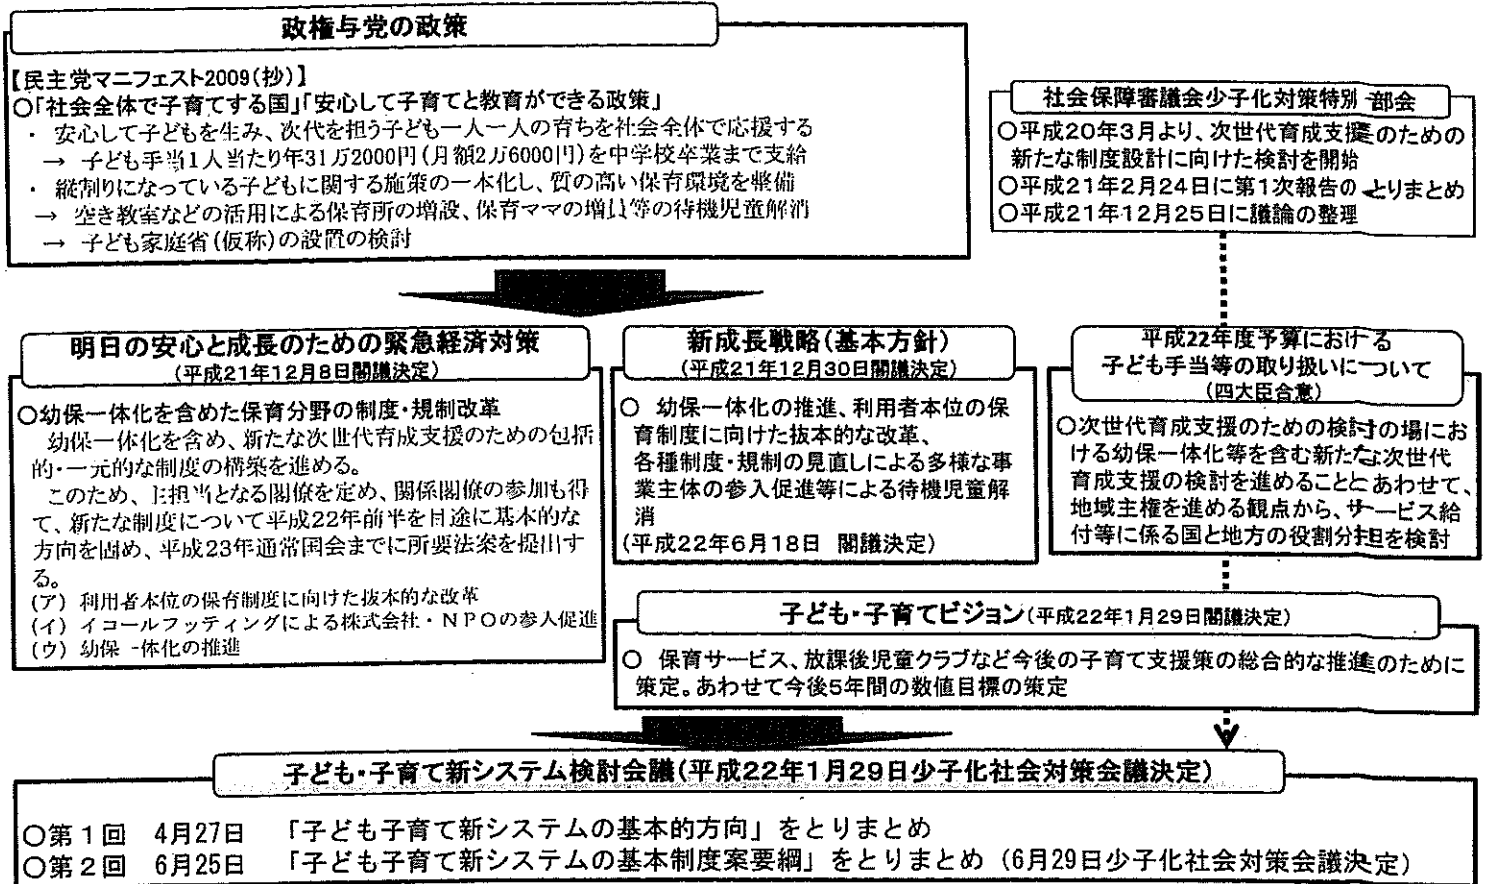 政権与党の政策
【民主党マニフェスト2009(抄)】
○「社会全体で子育てする国」「安心して子育てと教育ができる政策」
・ 安心して子どもを生み、次代を担う子ども一人一人の育ちを社会全体で応援する
→ 子ども手当1人当たり年31万2000円(月額2万6000円)を中学校卒業まで支給
・ 縦割りになっている子どもに関する施策の一本化し、質の高い保育環境を整備
→ 空き教室などの活用による保育所の増設、保育ママの増員等の待機児童解消
→ 子ども家庭省(仮称)の設置の検討
社会保障審議会少子化対策特別部会
○平成20年3月より、次世代育成支援のための
新たな制度設計に向けた検討を開始
○平成21年2月24日に第1次報告のとりまとめ
○平成21年12月25日に議論の整理
明日の安心と成長のための緊急経済対策
(平成21年12月8日閣議決定)
○幼保一体化を含めた保育分野の制度・規制改革
幼保一体化を含め、新たな次世代育成支援のための包括
的・一元的な制度の構築を進める。
このため、主担当となる閣僚を定め、関係閣僚の参加も得
て、新たな制度について平成22年前半を目途に基本的な
方向を固め、平成23年通常国会までに所要法案を提出す
る。
(ア) 利用者本位の保育制度に向けた抜本的な改革
(イ) イコールフッティングによる株式会社・NPOの参入促進
(ウ) 幼保一体化の推進
新成長戦略(基本方針)
(平成21年12月30日閣議決定)
○ 幼保一体化の推進、利用者本位の保
育制度に向けた抜本的な改革、
各種制度・規制の見直しによる多様な事
業主体の参入促進等による待機児童解
消
(平成22年6月18日 閣議決定)
平成22年度予算における
子ども手当等の取り扱いについて
(四大臣合意)
○次世代育成支援のための検討の場にお
ける幼保一体化等を含む新たな次世代
育成支援の検討を進めることにあわせて、
地域主権を進める観点から、サービス給
付等に係る国と地方の役割分担を検討
子ども・子育てビジョン(平成22年1月29日閣議決定)
○ 保育サービス、放課後児童クラブなど今後の子育て支援策の総合的な推進のために
策定。あわせて今後5年間の数値目標の策定
子ども・子育て新システム検討会議(平成22年1月29日少子化社会対策会議決定)
○第1回 4月27日 「子ども子育て新システムの基本的方向」をとりまとめ
○第2回 6月25日 「子ども子育て新システムの基本制度案要綱」をとりまとめ(6月29日少子化社会対策会議決定)